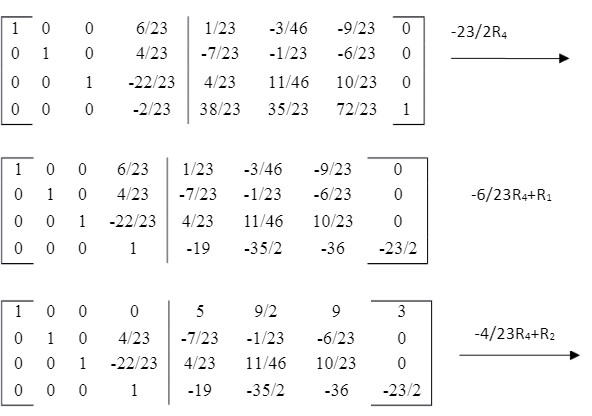 1 0 0 6/23 1/23 -3/46 -9/23 0 -23/2R₄
0 1 0 4/23 -7/23 -1/23 -6/23 0
0 0 1 -22/23 4/23 11/46 10/23 0
0 0 0 -2/23 38/23 35/23 72/23 1
1 0 0 6/23 1/23 -3/46 -9/23 0
0 1 0 4/23 -7/23 -1/23 -6/23 0 -6/23R₄+R₁
0 0 1 -22/23 4/23 11/46 10/23 0
0 0 0 1 -19 -35/2 -36 -23/2
1 0 0 0 5 9/2 9 3
0 1 0 4/23 -7/23 -1/23 -6/23 0 -4/23R₄+R₂
0 0 1 -22/23 4/23 11/46 10/23 0
0 0 0 1 -19 -35/2 -36 -23/2